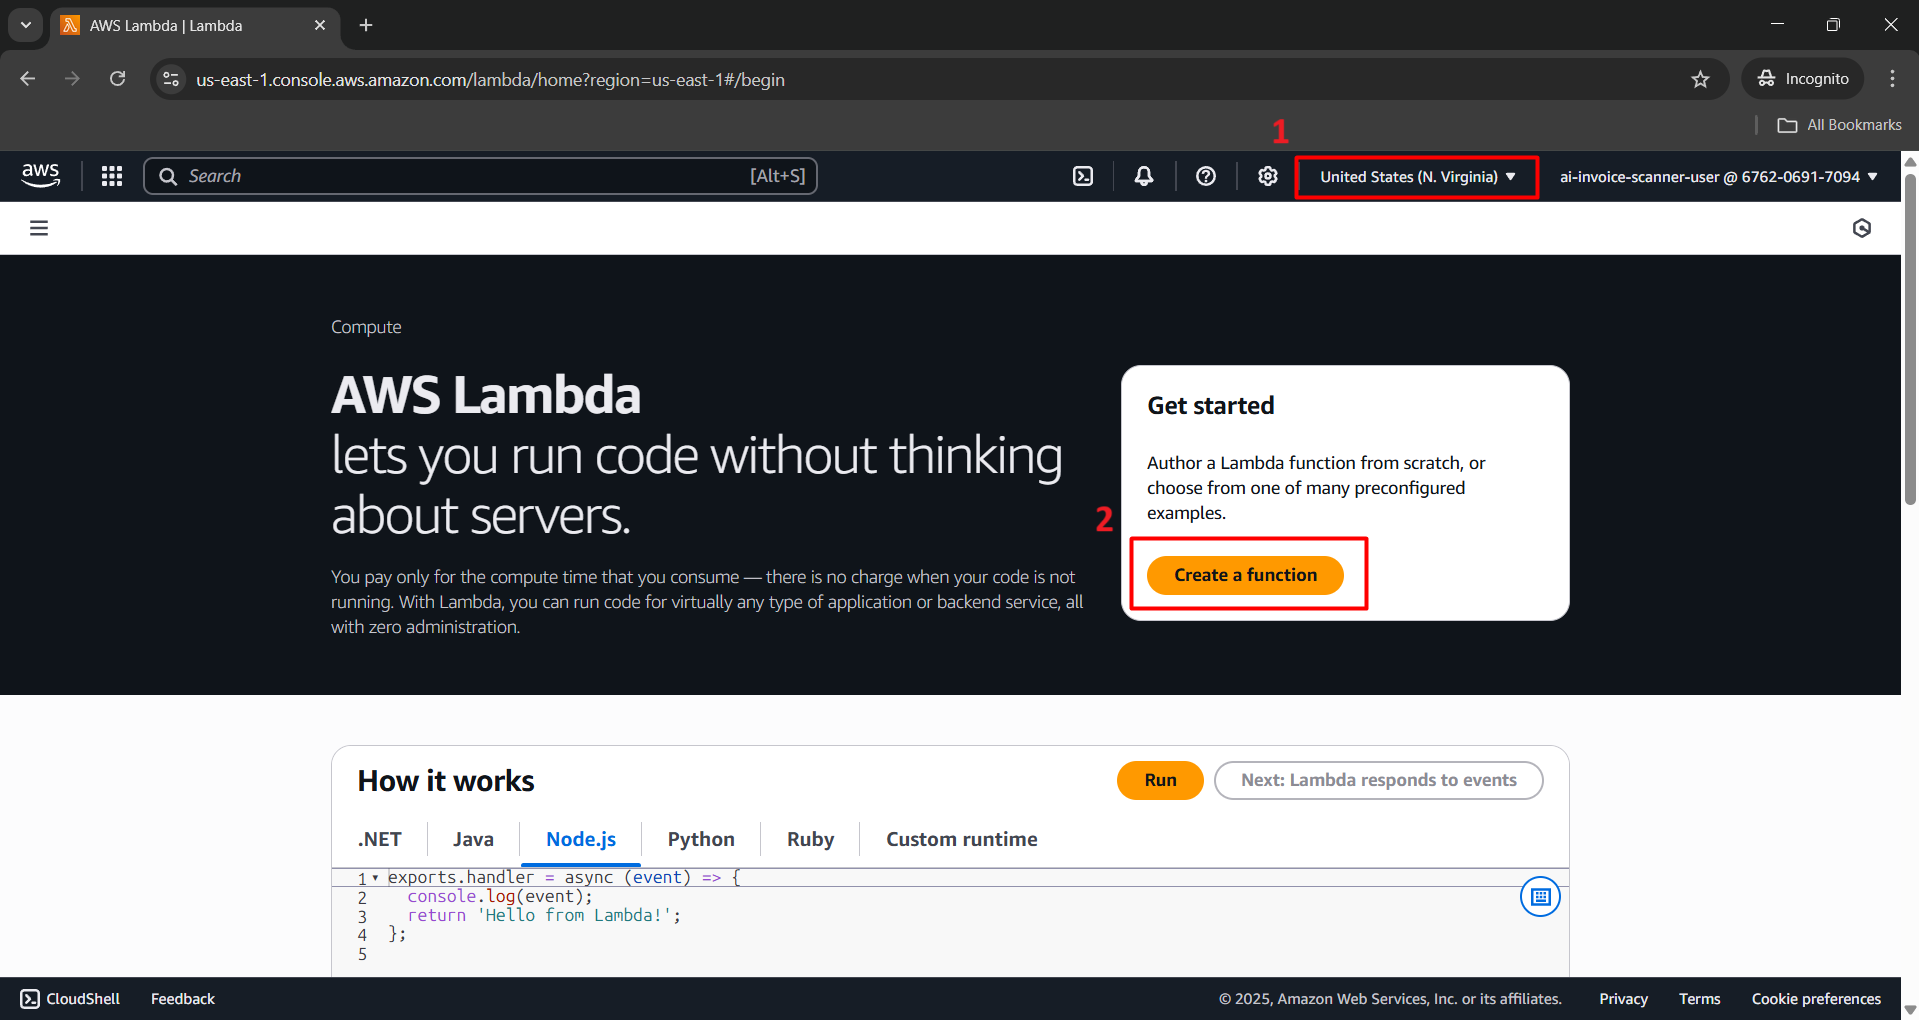 AWS Lambda | Lambda
us-east-1.console.aws.amazon.com/lambda/home?region=us-east-1#/begin
Incognito
All Bookmarks
1
aws
Search
[Alt+S]
United States (N. Virginia)
ai-invoice-scanner-user @ 6762-0691-7094
Compute
AWS Lambda
lets you run code without thinking
about servers.
You pay only for the compute time that you consume — there is no charge when your code is not
running. With Lambda, you can run code for virtually any type of application or backend service, all
with zero administration.
Get started
Author a Lambda function from scratch, or
choose from one of many preconfigured
examples.
2
Create a function
How it works
Run
Next: Lambda responds to events
.NET
Java
Node.js
Python
Ruby
Custom runtime
1 exports.handler = async (event) => {
2 console.log(event);
3 return 'Hello from Lambda!';
4 };
5
CloudShell
Feedback
© 2025, Amazon Web Services, Inc. or its affiliates.
Privacy
Terms
Cookie preferences